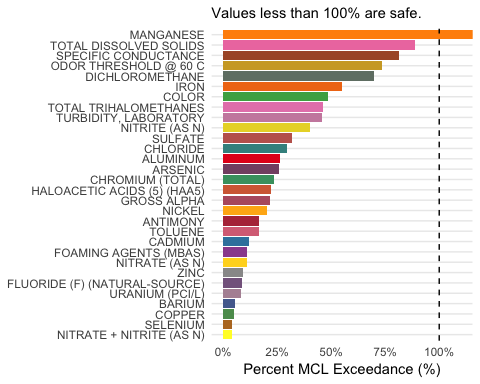 Values less than 100% are safe.
MANGANESE
TOTAL DISSOLVED SOLIDS
SPECIFIC CONDUCTANCE
ODOR THRESHOLD @ 60 C
DICHLOROMETHANE
IRON
COLOR
TOTAL TRIHALOMETHANES
TURBIDITY, LABORATORY
NITRITE (AS N)
SULFATE
CHLORIDE
ALUMINUM
ARSENIC
CHROMIUM (TOTAL)
HALOACETIC ACIDS (5) (HAA5)
GROSS ALPHA
NICKEL
ANTIMONY
TOLUENE
CADMIUM
FOAMING AGENTS (MBAS)
NITRATE (AS N)
ZINC
FLUORIDE (F) (NATURAL-SOURCE)
URANIUM (PCI/L)
BARIUM
COPPER
SELENIUM
NITRATE + NITRITE (AS N)
0% 25% 50% 75% 100%
Percent MCL Exceedance (%)